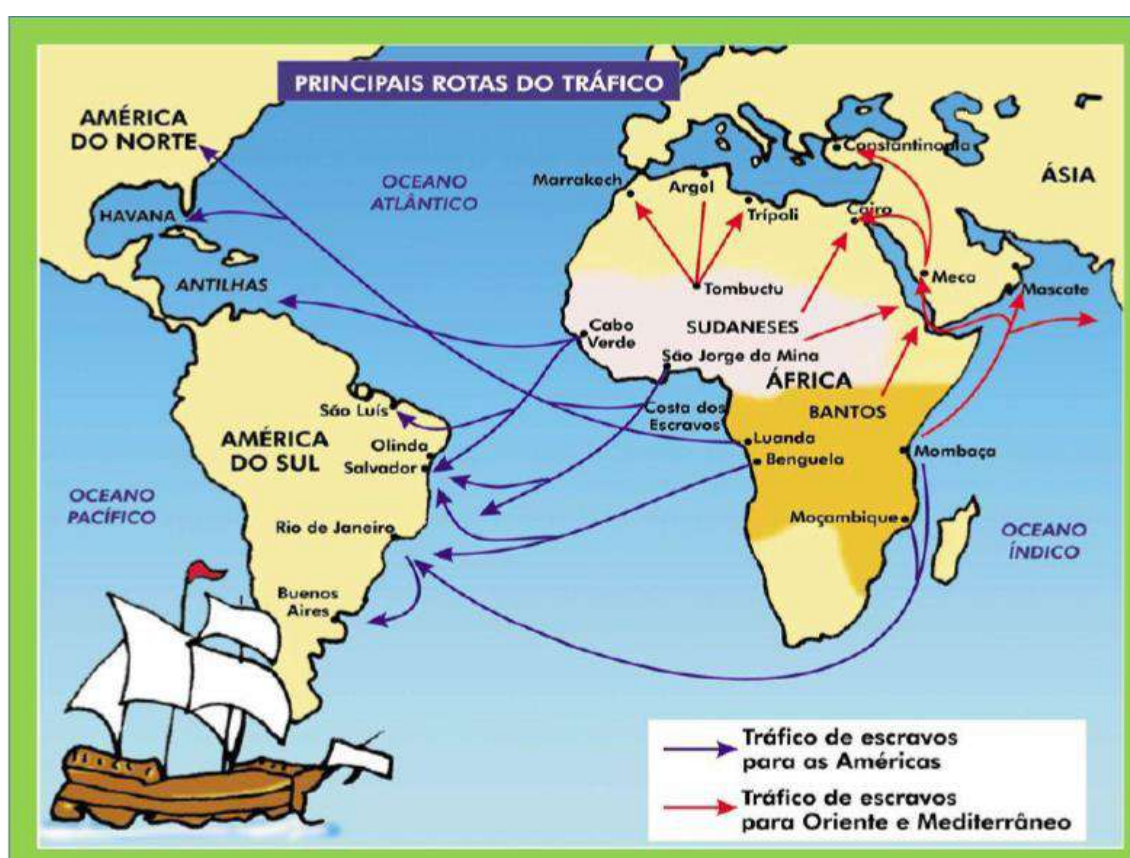 PRINCIPAIS ROTAS DO TRÁFICO
AMÉRICA
DO NORTE
OCEANO
ATLÂNTICO
HAVANA
ANTILHAS
Marrakech
Argel
Trípoli
Constantinopla
Cairo
ÁSIA
Meca
Mascate
Tombuctu
SUDANESES
Cabo
Verde
São Jorge da Mina
ÁFRICA
BANTOS
Costa dos
Escravos
Luanda
Benguela
Mombaça
Moçambique
OCEANO
ÍNDICO
São Luís
AMÉRICA
DO SUL
Olinda
Salvador
OCEANO
PACÍFICO
Rio de Janeiro
Buenos
Aires
Tráfico de escravos
para as Américas
Tráfico de escravos
para Oriente e Mediterrâneo